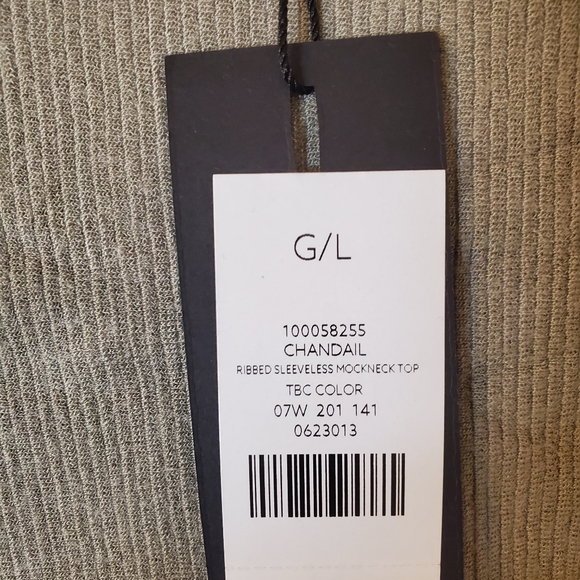 G/L
100058255
CHANDAIL
RIBBED SLEEVELESS MOCKNECK TOP
TBC COLOR
07W 201 141
0623013